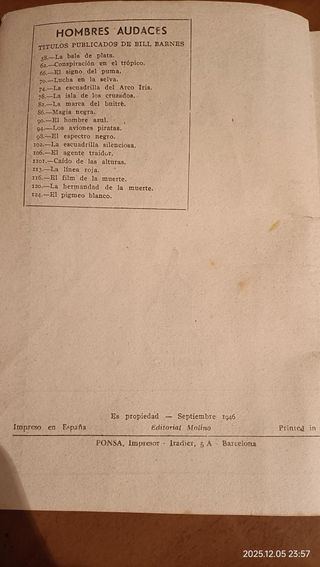 HOMBRES AUDACES
TÍTULOS PUBLICADOS DE BILL BARNES
58.—La bala de plata.
62.—Conspiración en el trópico.
66.—El signo del puma.
70.—Lucha en la selva.
74.—La escuadrilla del Arco Iris.
78.—La isla de los cruzados.
82.—La marca del buitre.
86.—Magia negra.
90.—El hombre azul.
94.—Los aviones piratas.
98.—El espectro negro.
102.—La escuadrilla silenciosa.
106.—El agente traidor.
1101.—Caído de las alturas.
113.—La línea roja.
116.—El film de la muerte.
120.—La hermandad de la muerte.
124.—El pigmeo blanco.
Es propiedad — Septiembre 1946
Impreso en España Editorial Molino Printed in
PONSA, Impresor - Iradier, 5 A - Barcelona
2025.12.05 23:57